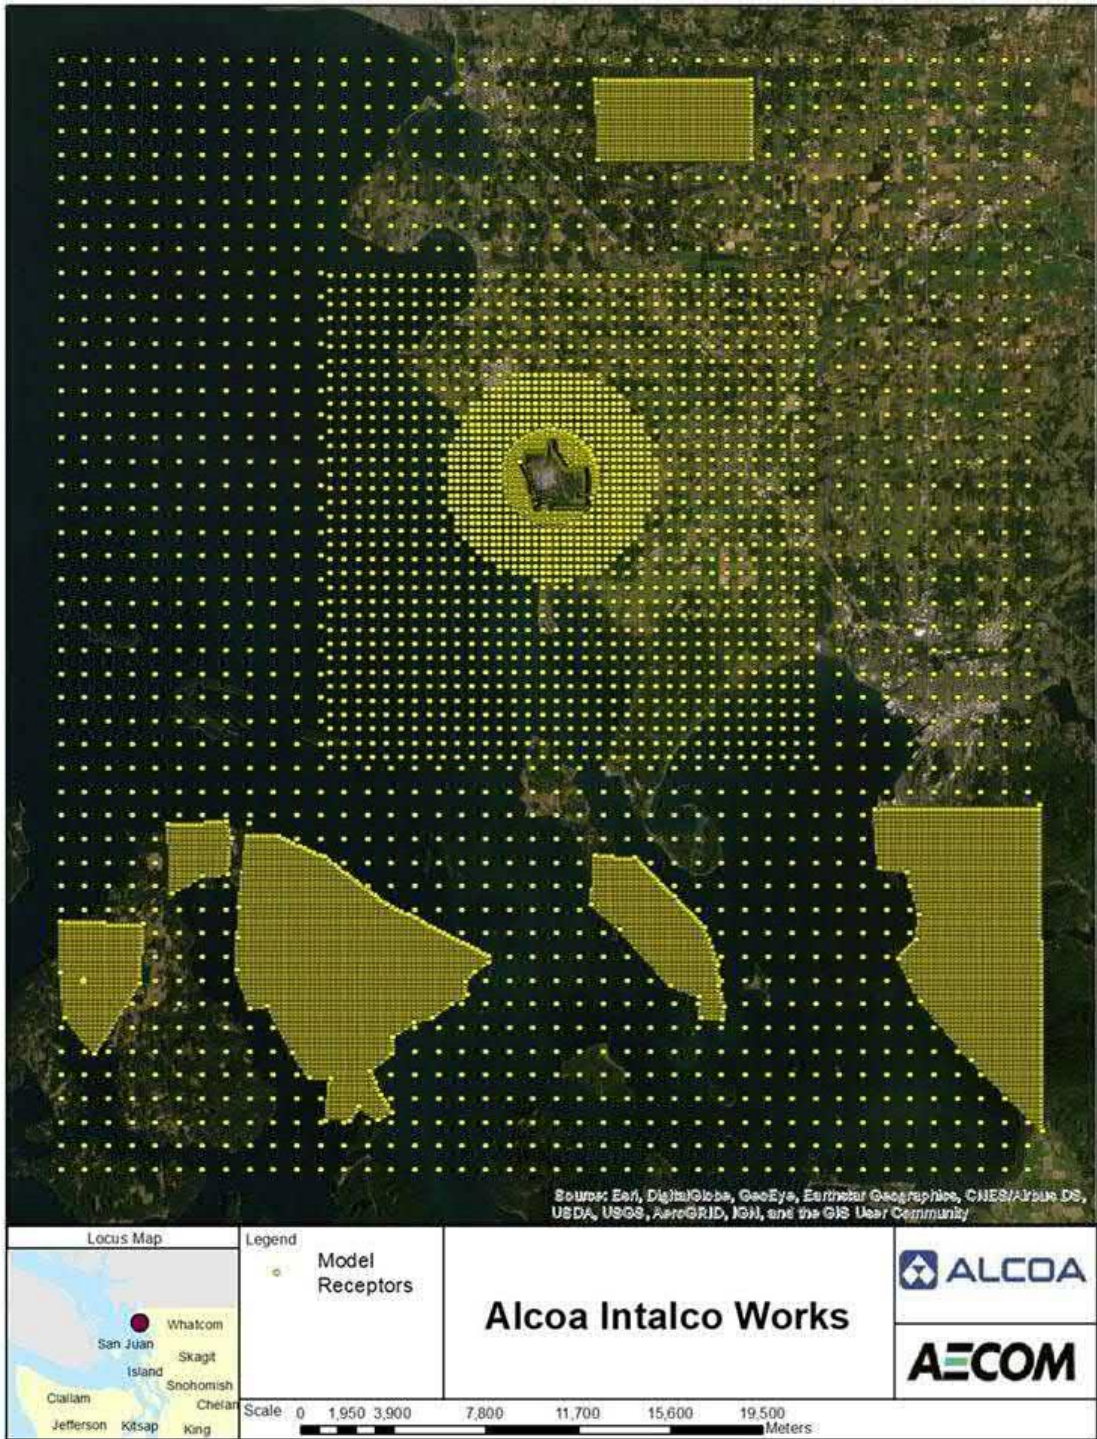 Source: Esri, DigitalGlobe, GeoEye, Earthstar Geographics, CNES/Airbus DS,
USDA, USGS, AeroGRID, IGN, and the GIS User Community
Locus Map
Whatcom
San Juan
Skagit
Island
Snohomish
Clallam
Chelan
Jefferson
Kitsap
King
Legend
Model
Receptors
Alcoa Intalco Works
ALCOA
AECOM
Scale 0 1,950 3,900 7,800 11,700 15,600 19,500
Meters